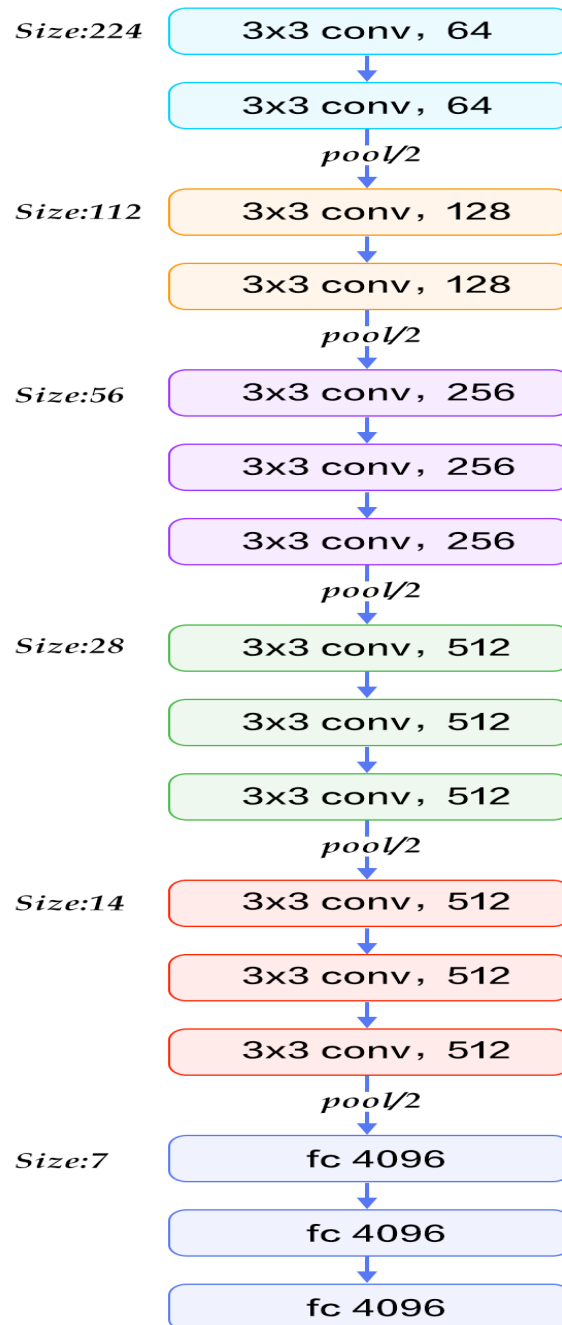 Size:224 3x3 conv, 64
3x3 conv, 64
pool/2
Size:112 3x3 conv, 128
3x3 conv, 128
pool/2
Size:56 3x3 conv, 256
3x3 conv, 256
3x3 conv, 256
pool/2
Size:28 3x3 conv, 512
3x3 conv, 512
3x3 conv, 512
pool/2
Size:14 3x3 conv, 512
3x3 conv, 512
3x3 conv, 512
pool/2
Size:7 fc 4096
fc 4096
fc 4096